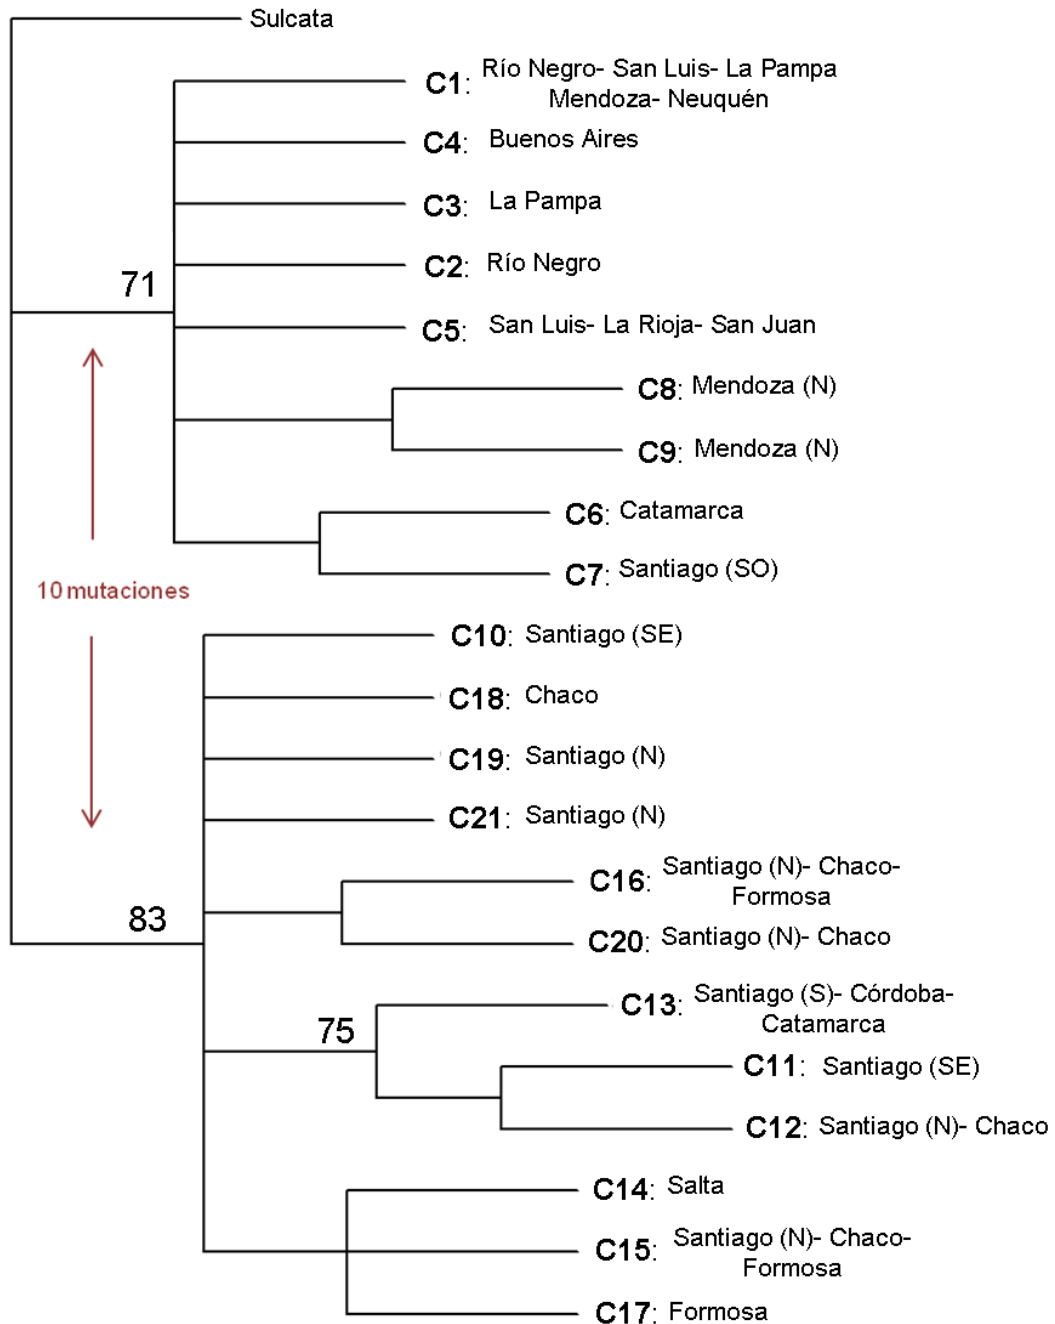 Sulcata
C1: Río Negro- San Luis- La Pampa
Mendoza- Neuquén
C4: Buenos Aires
C3: La Pampa
C2: Río Negro
71
C5: San Luis- La Rioja- San Juan
C8: Mendoza (N)
C9: Mendoza (N)
C6: Catamarca
C7: Santiago (SO)
10 mutaciones
C10: Santiago (SE)
C18: Chaco
C19: Santiago (N)
C21: Santiago (N)
C16: Santiago (N)- Chaco-
Formosa
83
C20: Santiago (N)- Chaco
C13: Santiago (S)- Córdoba-
Catamarca
75
C11: Santiago (SE)
C12: Santiago (N)- Chaco
C14: Salta
C15: Santiago (N)- Chaco-
Formosa
C17: Formosa